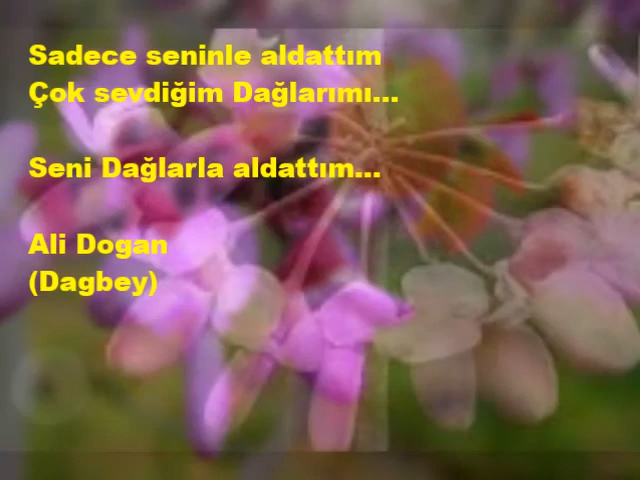 Sadece seninle aldattım
Çok sevdiğim Dağlarımı...
Seni Dağlarla aldattım...
Ali Dogan
(Dagbey)